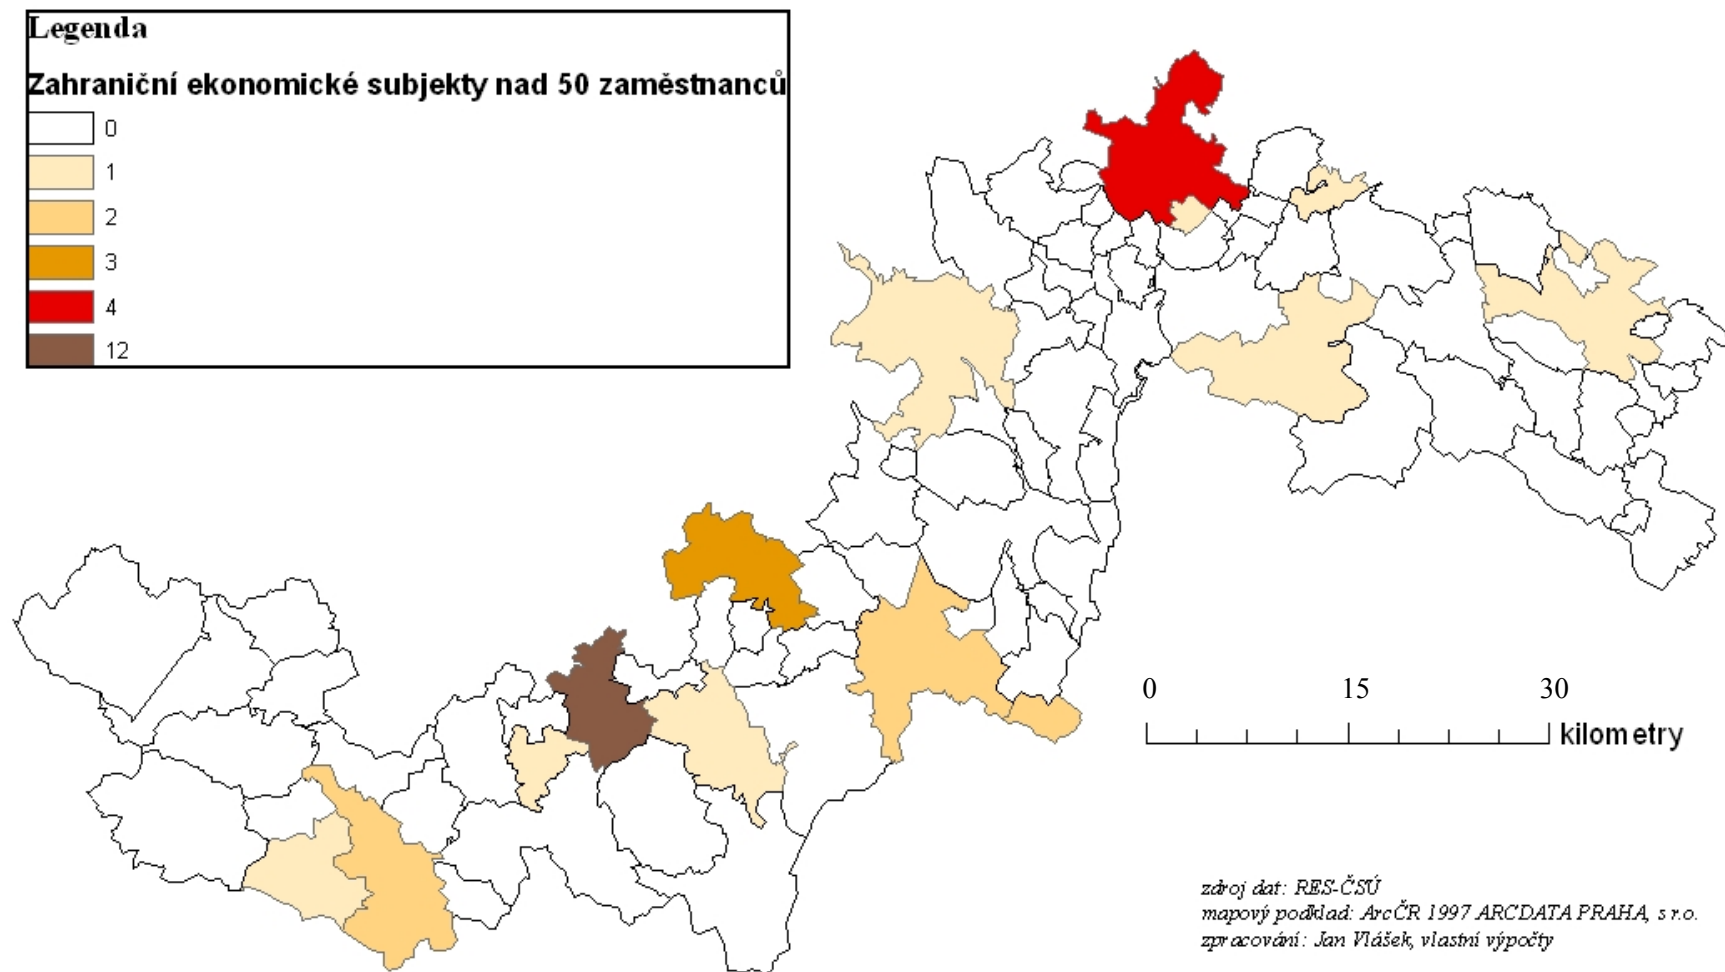 Legenda
Zahraniční ekonomické subjekty nad 50 zaměstnanců
0
1
2
3
4
12
0 15 30
kilometry
zdroj dat: RES-ČSÚ
mapový podklad: ArcČR 1997 ARCDATA PRAHA, s r.o.
zpracování: Jan Vlášek, vlastní výpočty